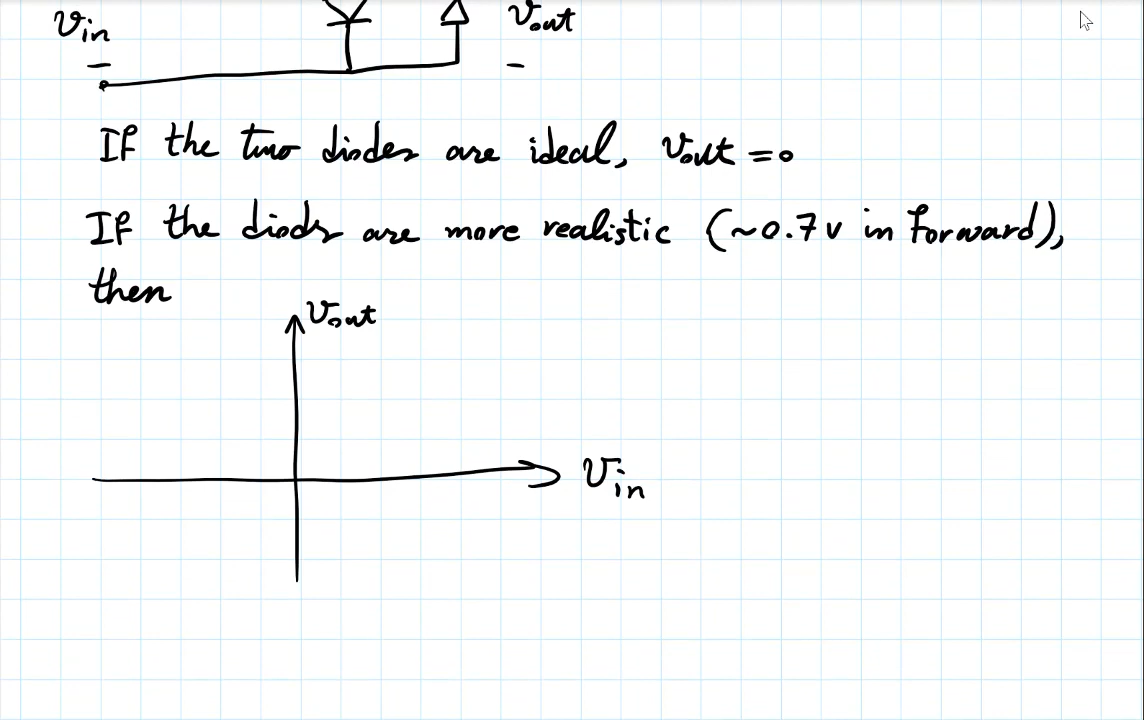 Vin Vout
- -
If the two diodes are ideal, Vout = 0
If the diods are more realistic (~0.7v in Forward),
then
Vout
Vin